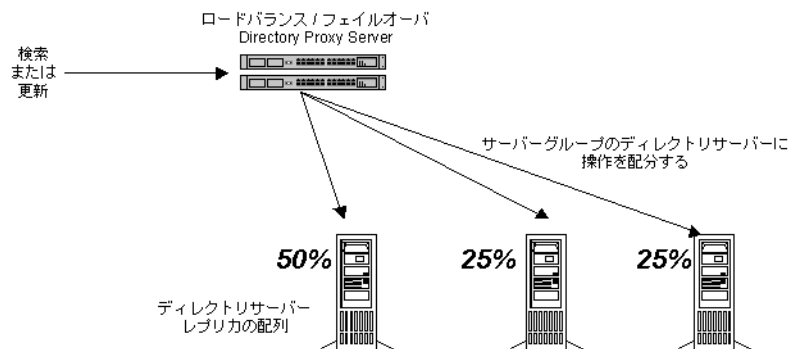 ロードバランス / フェイルオーバ
Directory Proxy Server
検索
または
更新
サーバーグループのディレクトリサーバーに
操作を配分する
50%
25%
25%
ディレクトリサーバー
レプリカの配列